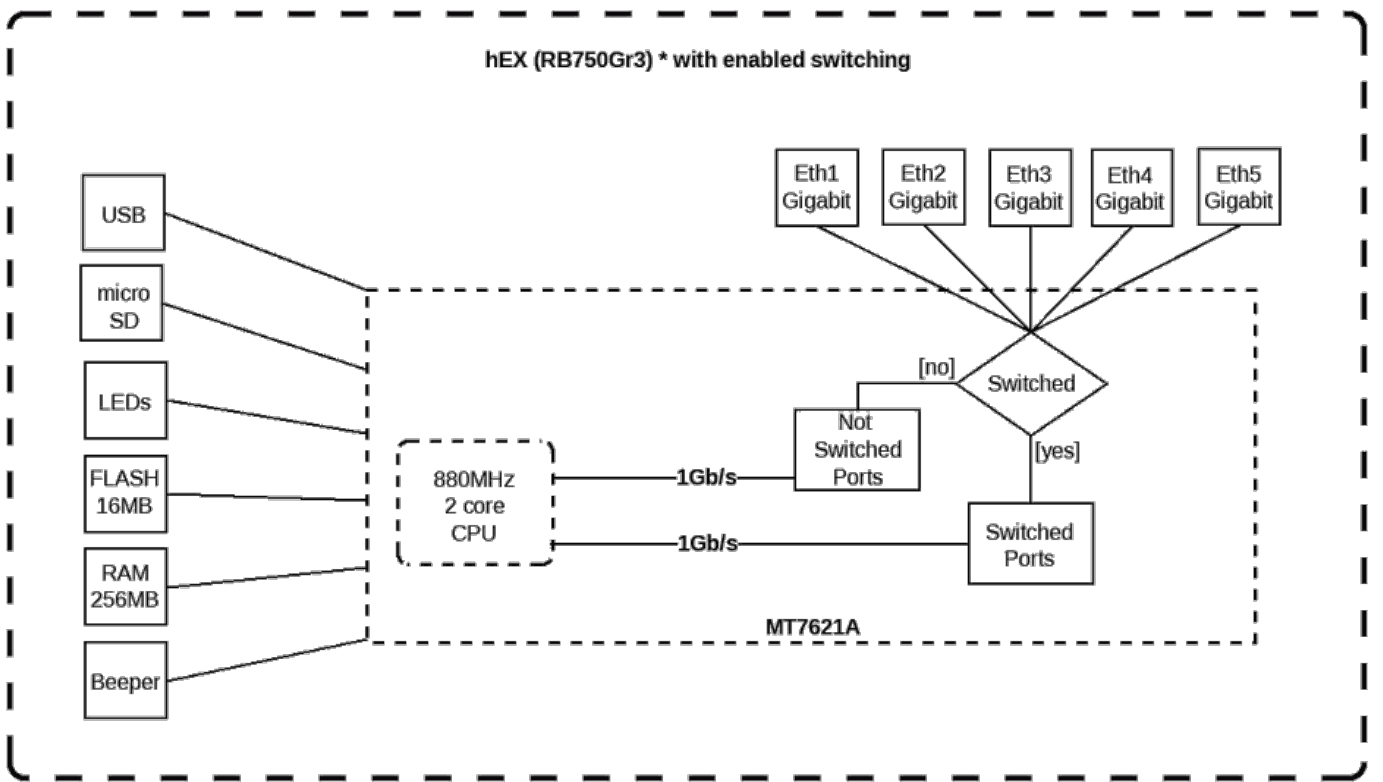 hEX (RB750Gr3) * with enabled switching
Eth1
Gigabit
Eth2
Gigabit
Eth3
Gigabit
Eth4
Gigabit
Eth5
Gigabit
USB
micro
SD
LEDs
FLASH
16MB
RAM
256MB
Beeper
[no]
Switched
[yes]
Not
Switched
Ports
880MHz
2 core
CPU
1Gb/s
1Gb/s
Switched
Ports
MT7621A